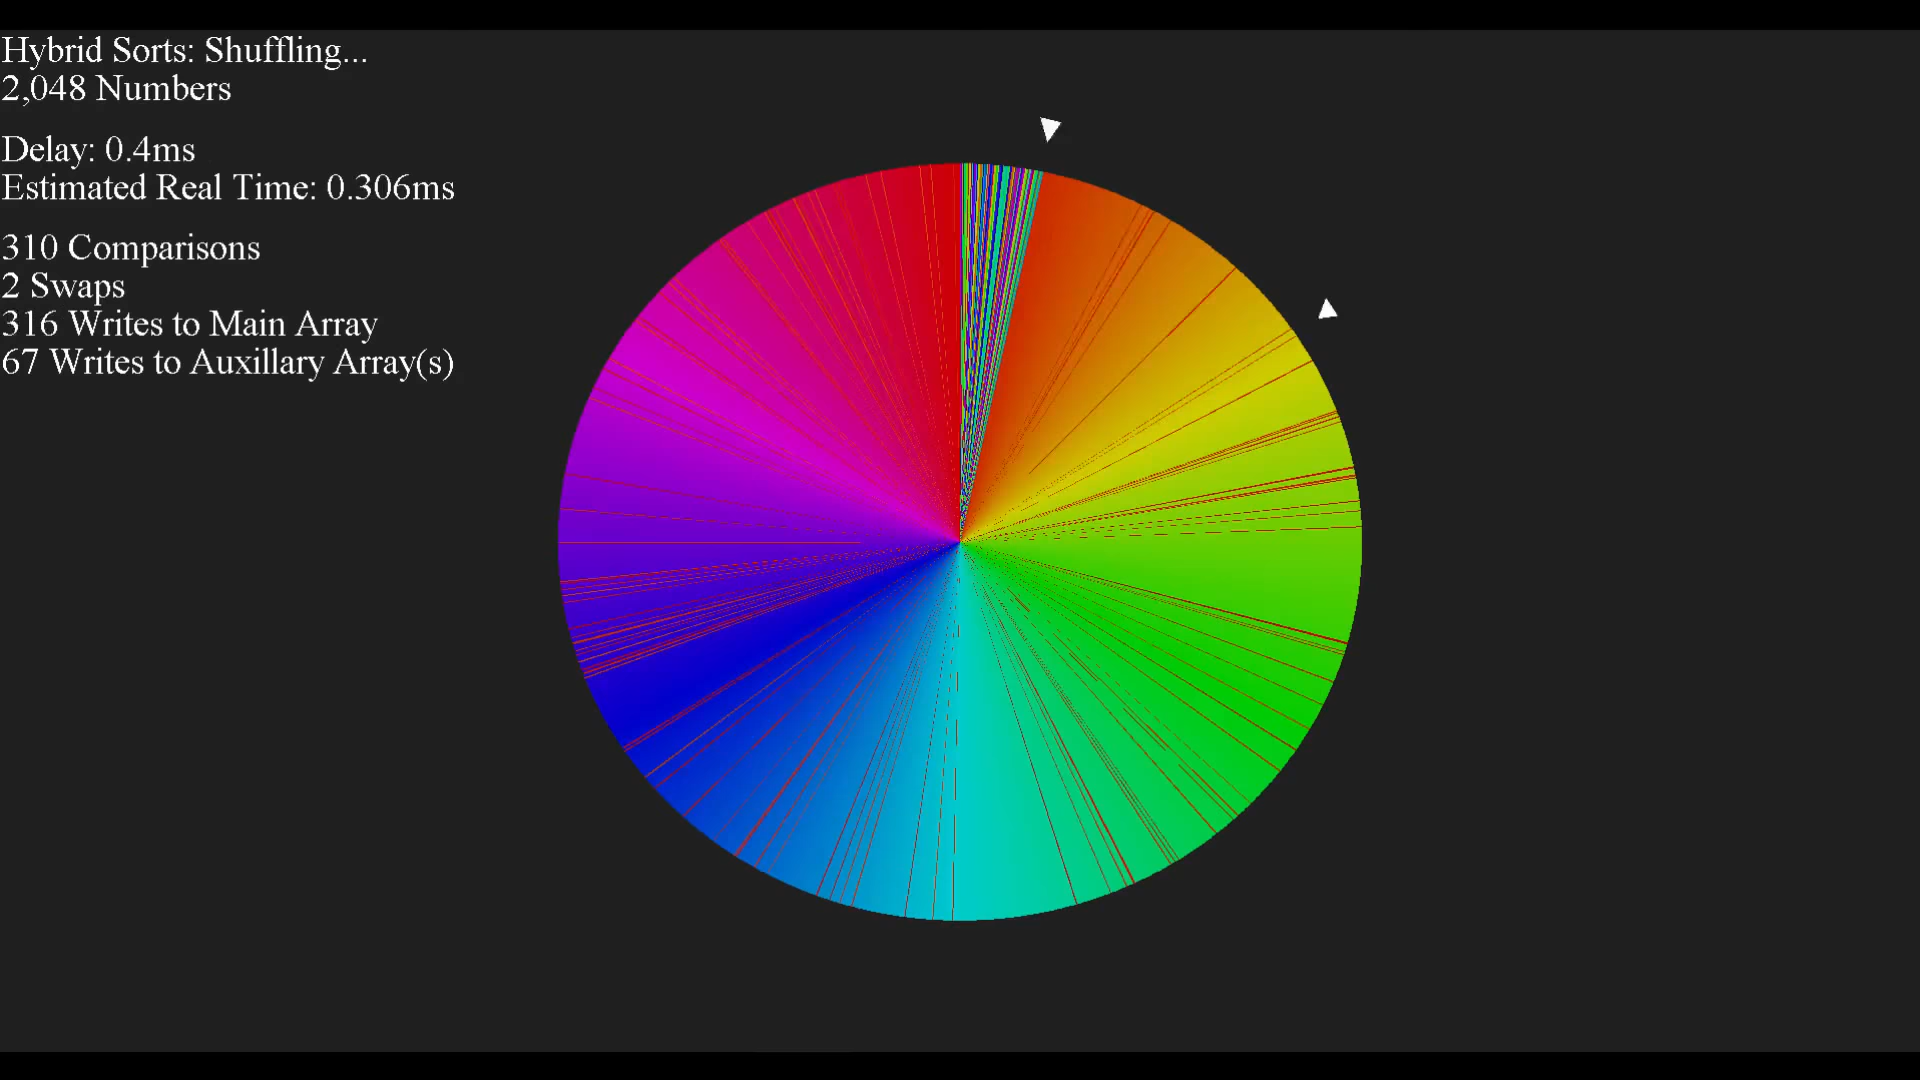 Hybrid Sorts: Shuffling...
2,048 Numbers
Delay: 0.4ms
Estimated Real Time: 0.306ms
310 Comparisons
2 Swaps
316 Writes to Main Array
67 Writes to Auxillary Array(s)